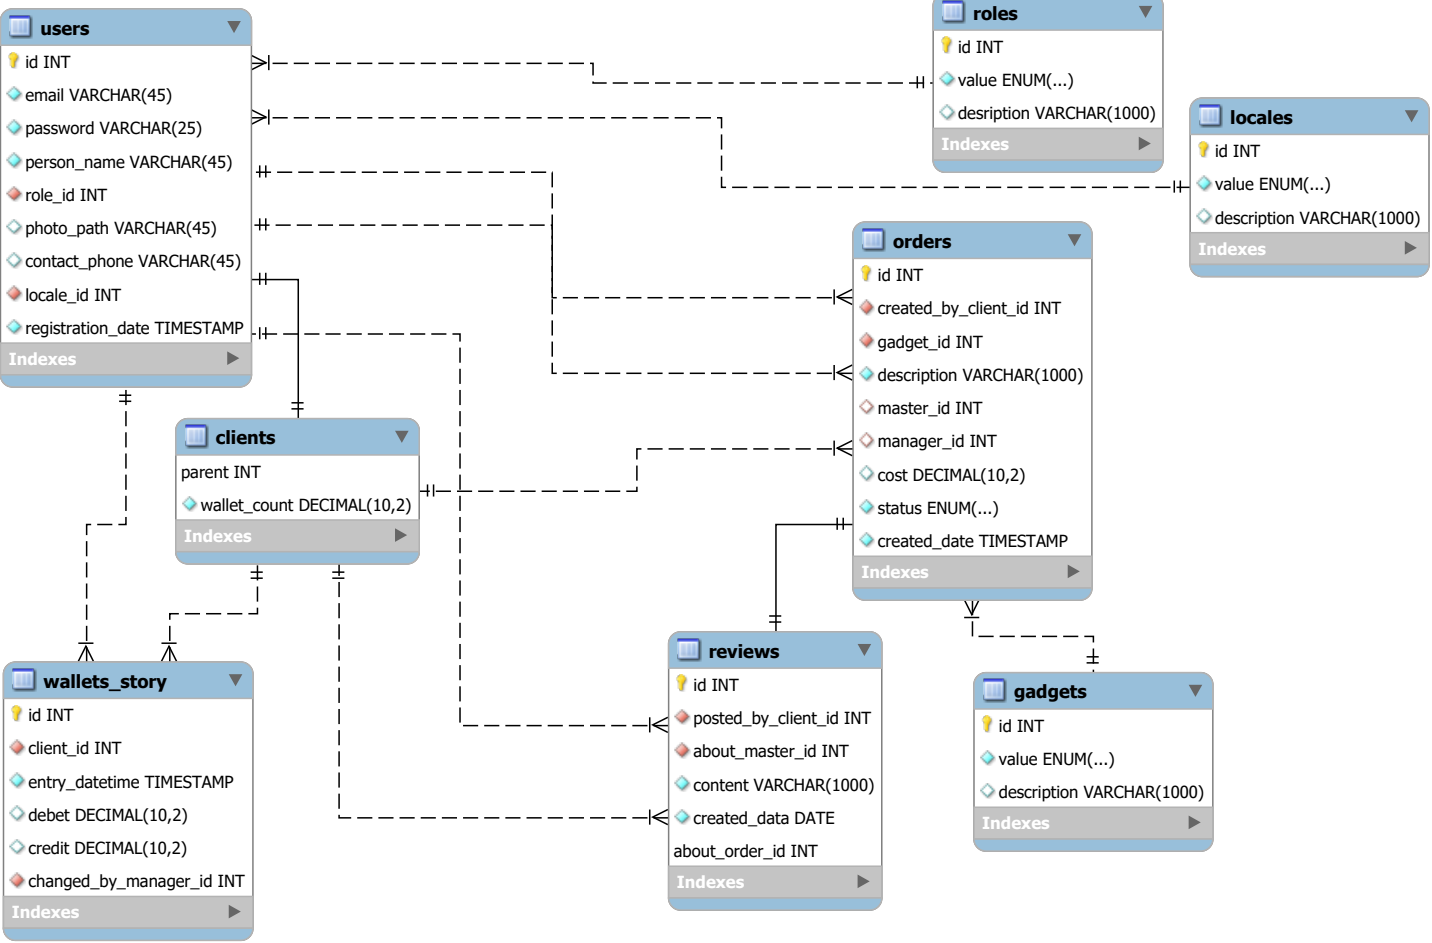 users
id INT
email VARCHAR(45)
password VARCHAR(25)
person_name VARCHAR(45)
role_id INT
photo_path VARCHAR(45)
contact_phone VARCHAR(45)
locale_id INT
registration_date TIMESTAMP
Indexes
roles
id INT
value ENUM(...)
desription VARCHAR(1000)
Indexes
locales
id INT
value ENUM(...)
description VARCHAR(1000)
Indexes
orders
id INT
created_by_client_id INT
gadget_id INT
description VARCHAR(1000)
master_id INT
manager_id INT
cost DECIMAL(10,2)
status ENUM(...)
created_date TIMESTAMP
Indexes
clients
parent INT
wallet_count DECIMAL(10,2)
Indexes
wallets_story
id INT
client_id INT
entry_datetime TIMESTAMP
debet DECIMAL(10,2)
credit DECIMAL(10,2)
changed_by_manager_id INT
Indexes
reviews
id INT
posted_by_client_id INT
about_master_id INT
content VARCHAR(1000)
created_data DATE
about_order_id INT
Indexes
gadgets
id INT
value ENUM(...)
description VARCHAR(1000)
Indexes